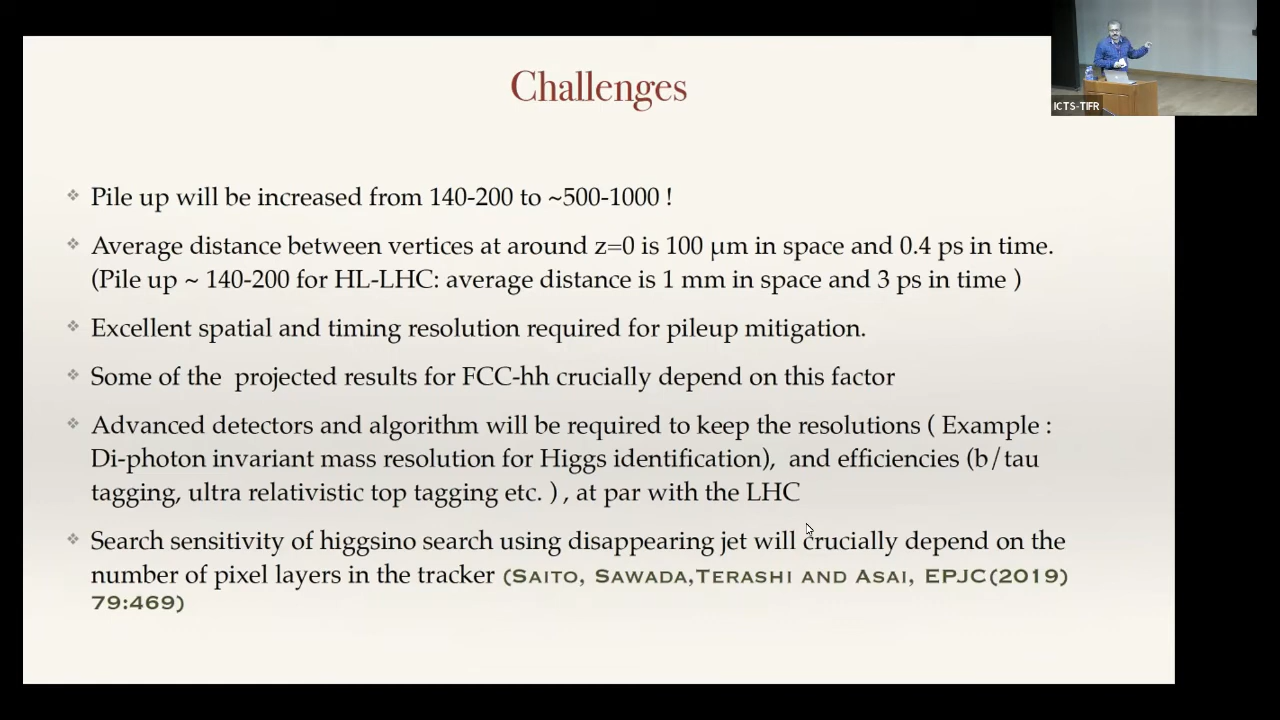 Challenges
ICTS-TIFR
❖ Pile up will be increased from 140-200 to ~500-1000 !
❖ Average distance between vertices at around z=0 is 100 μm in space and 0.4 ps in time.
(Pile up ~ 140-200 for HL-LHC: average distance is 1 mm in space and 3 ps in time )
❖ Excellent spatial and timing resolution required for pileup mitigation.
❖ Some of the projected results for FCC-hh crucially depend on this factor
❖ Advanced detectors and algorithm will be required to keep the resolutions ( Example :
Di-photon invariant mass resolution for Higgs identification), and efficiencies (b/tau
tagging, ultra relativistic top tagging etc. ) , at par with the LHC
❖ Search sensitivity of higgsino search using disappearing jet will crucially depend on the
number of pixel layers in the tracker (SAITO, SAWADA,TERASHI AND ASAI, EPJC(2019)
79:469)